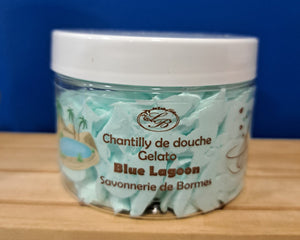 Chantilly de douche
Gelato
Blue Lagoon
Savonnerie de Bormes